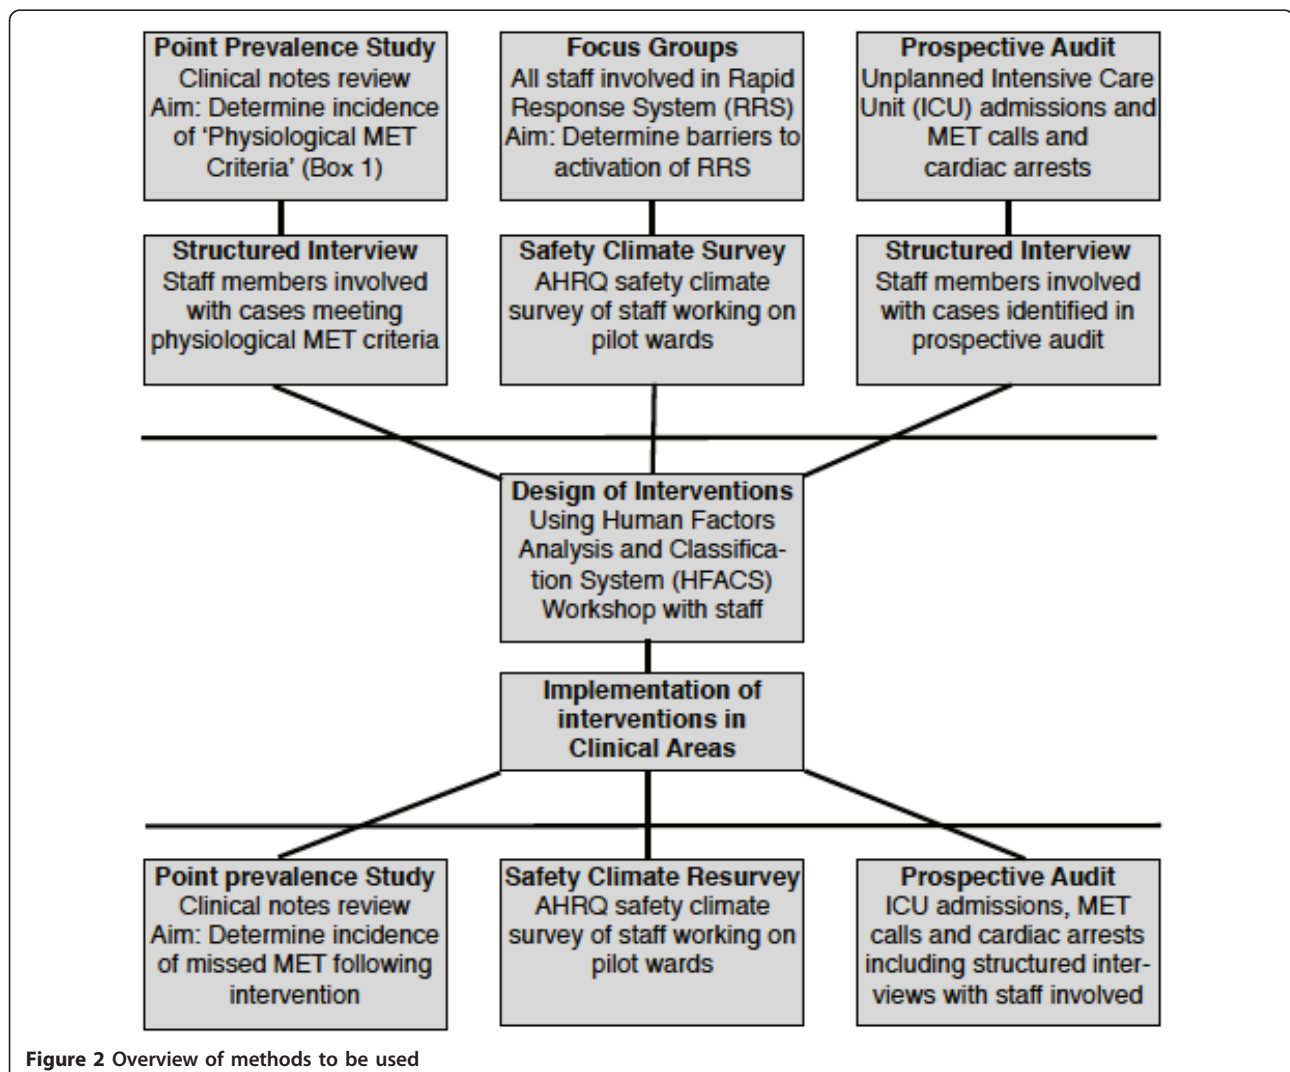 Point Prevalence Study
Clinical notes review
Aim: Determine incidence
of ‘Physiological MET
Criteria’ (Box 1)
Focus Groups
All staff involved in Rapid
Response System (RRS)
Aim: Determine barriers to
activation of RRS
Prospective Audit
Unplanned Intensive Care
Unit (ICU) admissions and
MET calls and
cardiac arrests
Structured Interview
Staff members involved
with cases meeting
physiological MET criteria
Safety Climate Survey
AHRQ safety climate
survey of staff working on
pilot wards
Structured Interview
Staff members involved
with cases identified in
prospective audit
Design of Interventions
Using Human Factors
Analysis and Classifica-
tion System (HFACS)
Workshop with staff
Implementation of
interventions in
Clinical Areas
Point prevalence Study
Clinical notes review
Aim: Determine incidence
of missed MET following
intervention
Safety Climate Resurvey
AHRQ safety climate
survey of staff working on
pilot wards
Prospective Audit
ICU admissions, MET
calls and cardiac arrests
including structured inter-
views with staff involved
Figure 2 Overview of methods to be used